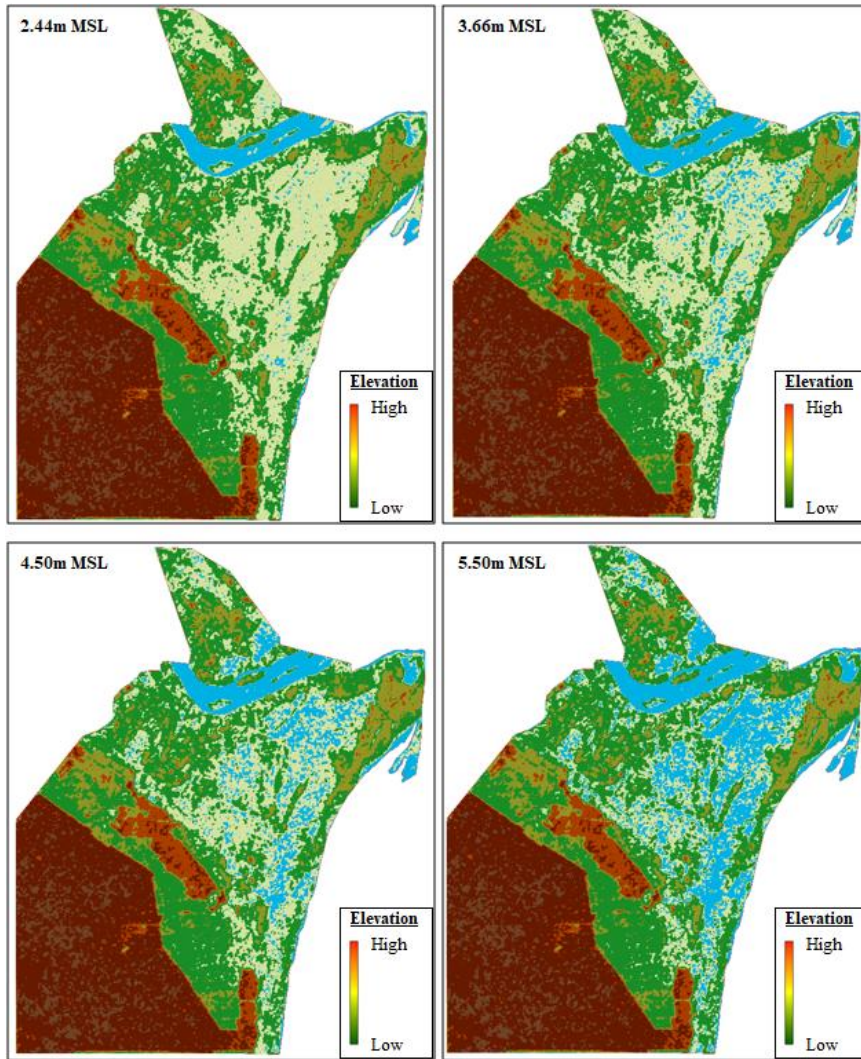 2.44m MSL
Elevation
High
Low
3.66m MSL
Elevation
High
Low
4.50m MSL
Elevation
High
Low
5.50m MSL
Elevation
High
Low